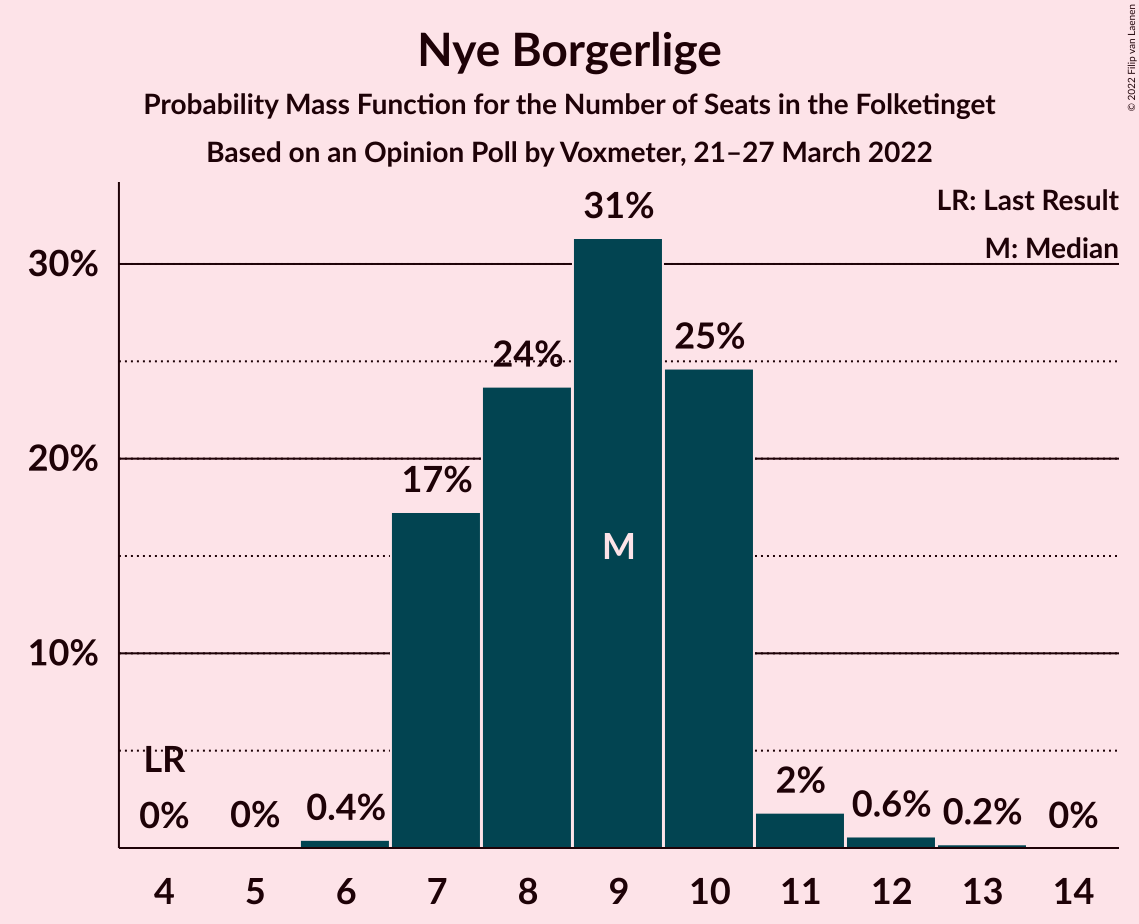 Nye Borgerlige
Probability Mass Function for the Number of Seats in the Folketinget
Based on an Opinion Poll by Voxmeter, 21–27 March 2022
© 2022 Filip van Laenen
LR: Last Result
M: Median
30%
20%
10%
LR
0%
0%
0.4%
17%
24%
31%
25%
2%
0.6%
0.2%
0%
M
4 5 6 7 8 9 10 11 12 13 14